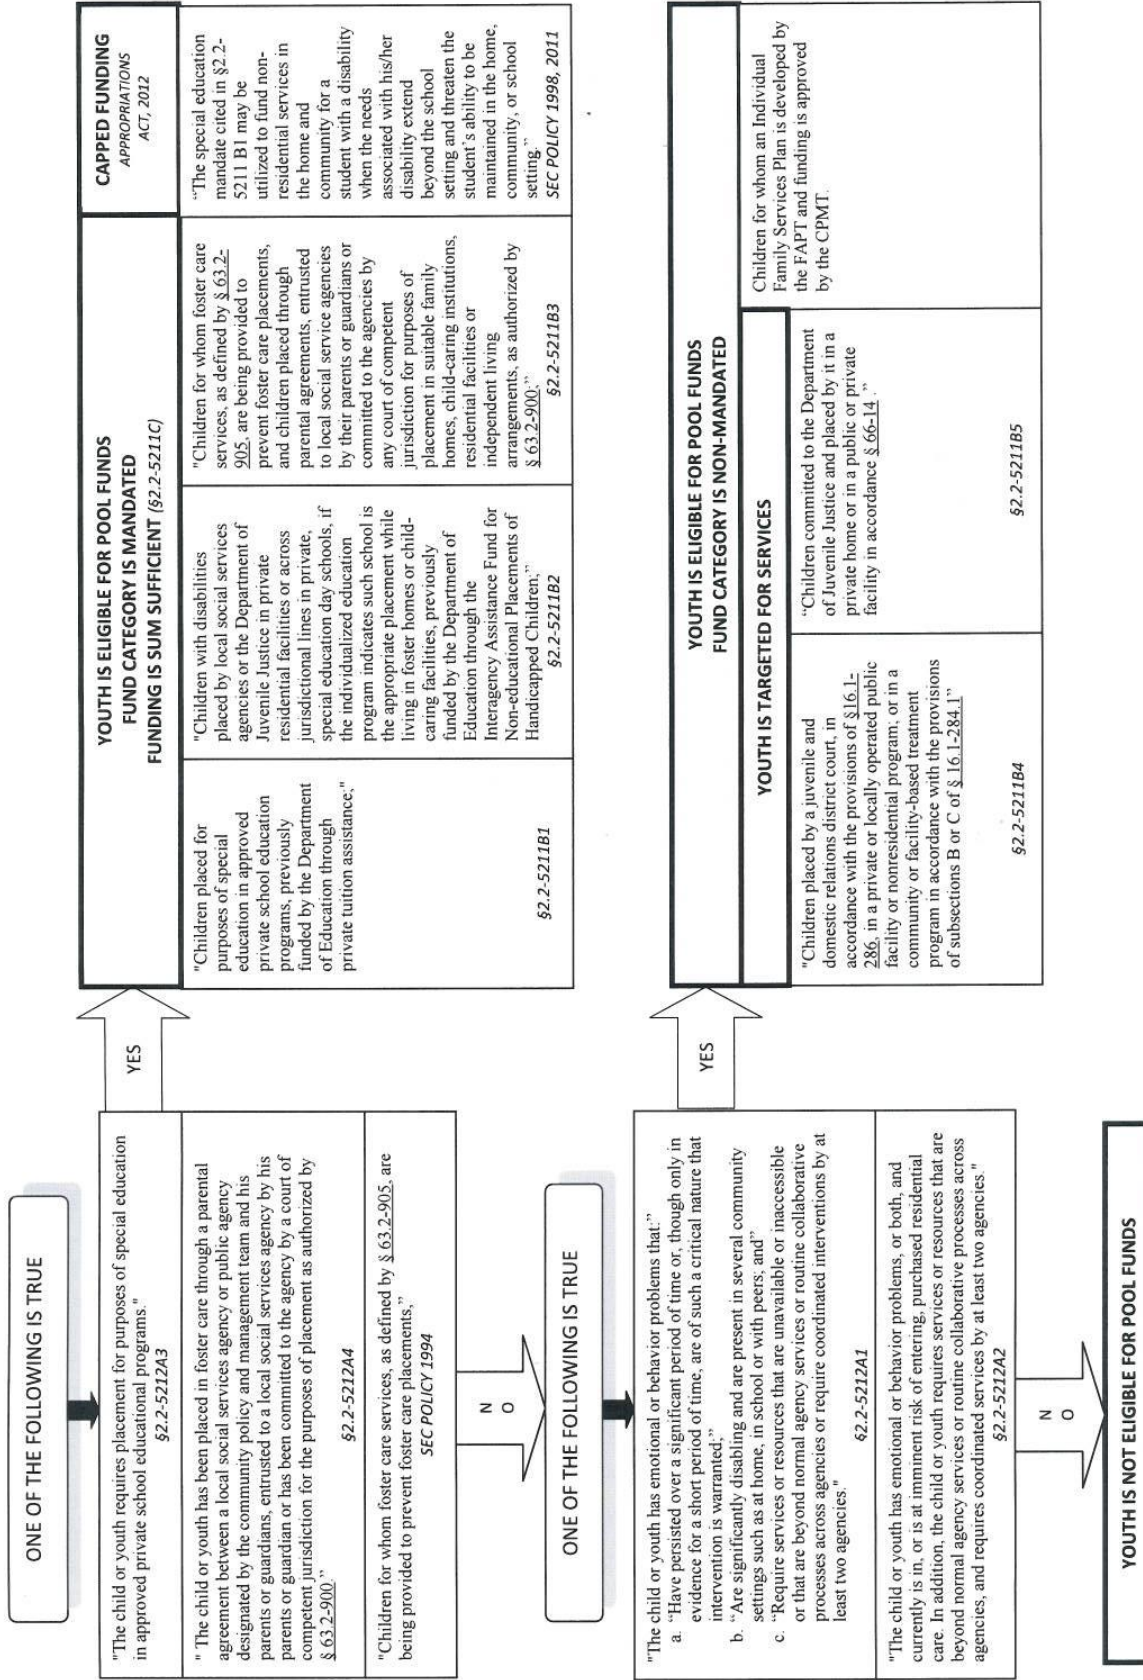 ONE OF THE FOLLOWING IS TRUE
"The child or youth requires placement for purposes of special education
in approved private school educational programs."
§2.2-5212A3
" The child or youth has been placed in foster care through a parental
agreement between a local social services agency or public agency
designated by the community policy and management team and his
parents or guardians, entrusted to a local social services agency by his
parents or guardian or has been committed to the agency by a court of
competent jurisdiction for the purposes of placement as authorized by
§ 63.2-900."
§2.2-5212A4
"Children for whom foster care services, as defined by § 63.2-905, are
being provided to prevent foster care placements,"
SEC POLICY 1994
YES
YOUTH IS ELIGIBLE FOR POOL FUNDS
FUND CATEGORY IS MANDATED
FUNDING IS SUM SUFFICIENT (§2.2-5211C)
"Children placed for
purposes of special
education in approved
private school education
programs, previously
funded by the Department
of Education through
private tuition assistance;"
§2.2-5211B1
"Children with disabilities
placed by local social services
agencies or the Department of
Juvenile Justice in private
residential facilities or across
jurisdictional lines in private,
special education day schools, if
the individualized education
program indicates such school is
the appropriate placement while
living in foster homes or child-
caring facilities, previously
funded by the Department of
Education through the
Interagency Assistance Fund for
Non-educational Placements of
Handicapped Children;"
§2.2-5211B2
"Children for whom foster care
services, as defined by § 63.2-
905, are being provided to
prevent foster care placements,
and children placed through
parental agreements, entrusted
to local social service agencies
by their parents or guardians or
committed to the agencies by
any court of competent
jurisdiction for purposes of
placement in suitable family
homes, child-caring institutions,
residential facilities or
independent living
arrangements, as authorized by
§ 63.2-900;"
§2.2-5211B3
CAPPED FUNDING
APPROPRIATIONS
ACT, 2012
"The special education
mandate cited in §2.2-
5211 B1 may be
utilized to fund non-
residential services in
the home and
community for a
student with a disability
when the needs
associated with his/her
disability extend
beyond the school
setting and threaten the
student's ability to be
maintained in the home,
community, or school
setting."
SEC POLICY 1998, 2011
N
O
ONE OF THE FOLLOWING IS TRUE
"The child or youth has emotional or behavior problems that:"
a. "Have persisted over a significant period of time or, though only in
evidence for a short period of time, are of such a critical nature that
intervention is warranted;"
b. "Are significantly disabling and are present in several community
settings such as at home, in school or with peers; and"
c. "Require services or resources that are unavailable or inaccessible
or that are beyond normal agency services or routine collaborative
processes across agencies or require coordinated interventions by at
least two agencies."
§2.2-5212A1
"The child or youth has emotional or behavior problems, or both, and
currently is in, or is at imminent risk of entering, purchased residential
care. In addition, the child or youth requires services or resources that are
beyond normal agency services or routine collaborative processes across
agencies, and requires coordinated services by at least two agencies."
§2.2-5212A2
YES
YOUTH IS ELIGIBLE FOR POOL FUNDS
FUND CATEGORY IS NON-MANDATED
YOUTH IS TARGETED FOR SERVICES
"Children placed by a juvenile and
domestic relations district court, in
accordance with the provisions of §16.1-
286, in a private or locally operated public
facility or nonresidential program; or in a
community or facility-based treatment
program in accordance with the provisions
of subsections B or C of § 16.1-284.1"
§2.2-5211B4
"Children committed to the Department
of Juvenile Justice and placed by it in a
private home or in a public or private
facility in accordance § 66-14 ."
§2.2-5211B5
Children for whom an Individual
Family Services Plan is developed by
the FAPT and funding is approved
by the CPMT.
N
O
YOUTH IS NOT ELIGIBLE FOR POOL FUNDS